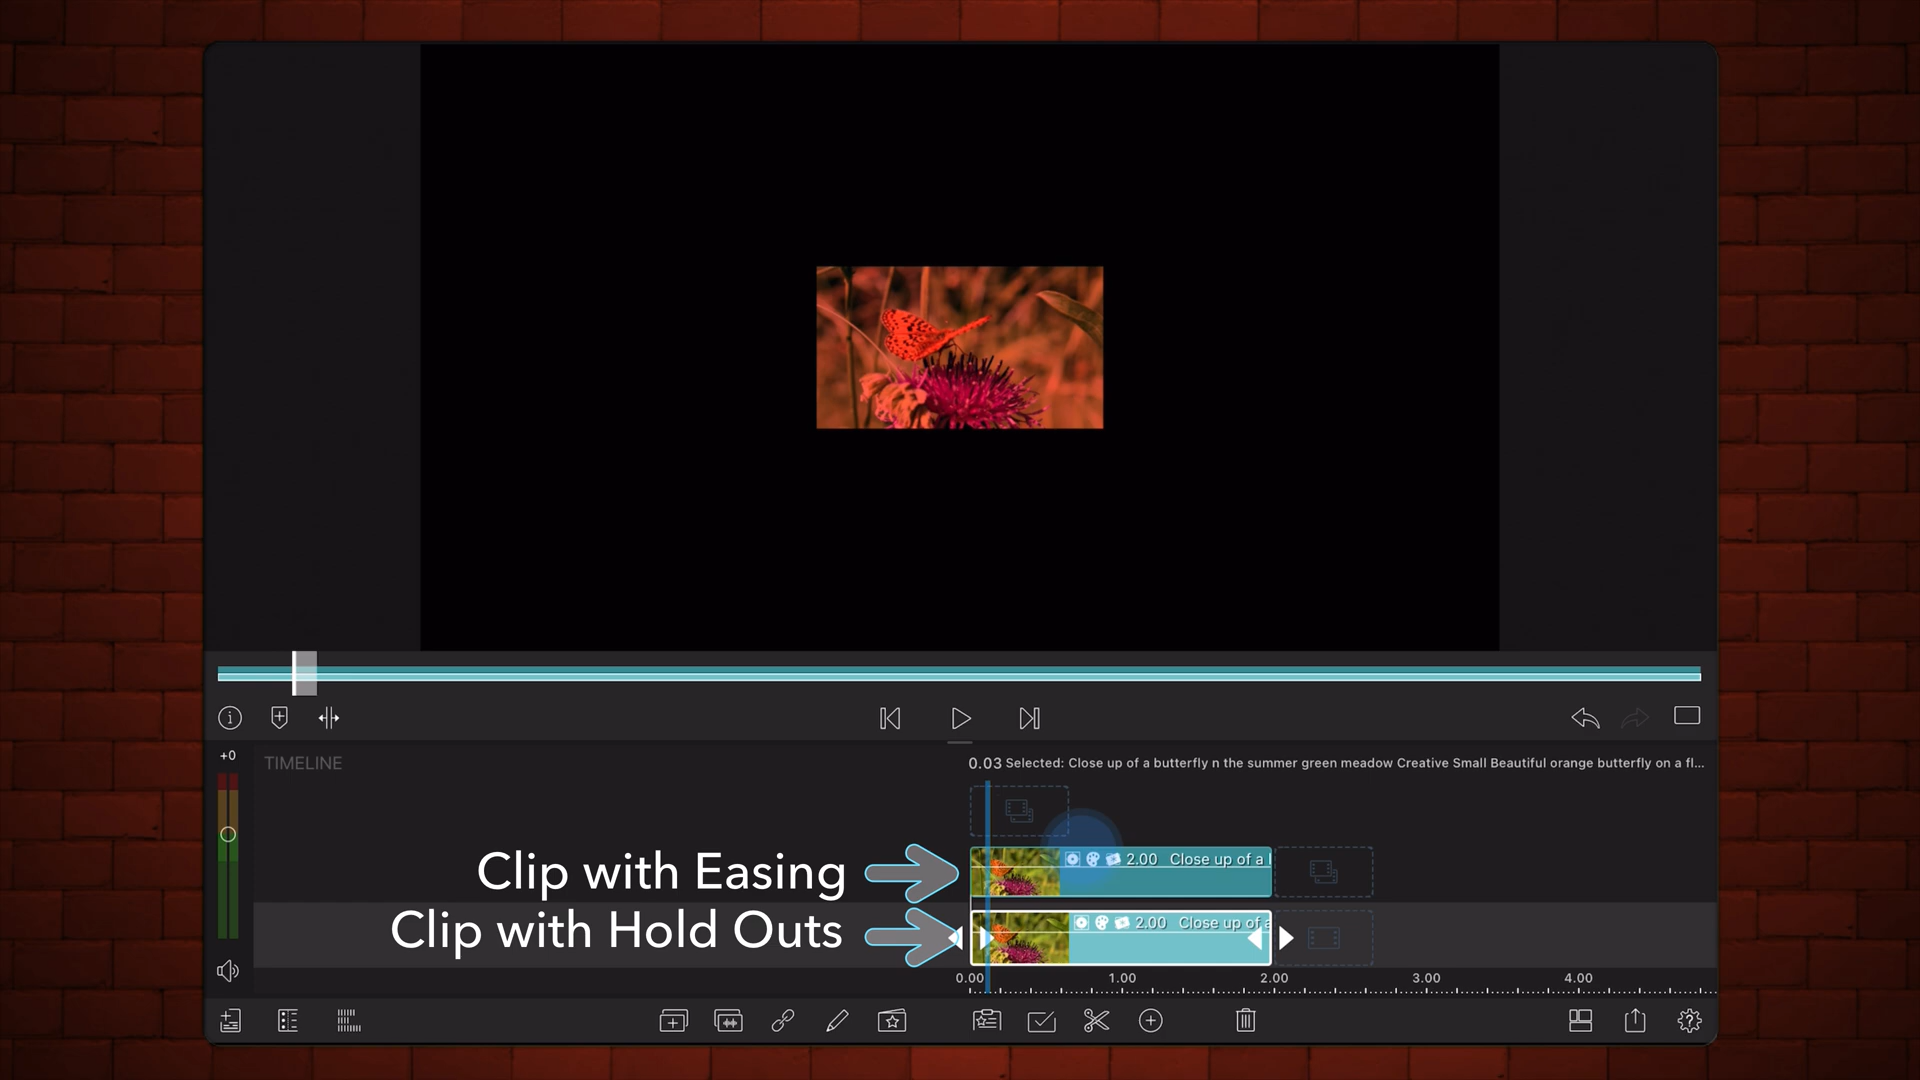 +0
TIMELINE
0.03 Selected: Close up of a butterfly n the summer green meadow Creative Small Beautiful orange butterfly on a fl...
Clip with Easing
2.00 Close up of a
Clip with Hold Outs
2.00 Close up of a
0.00 1.00 2.00 3.00 4.00